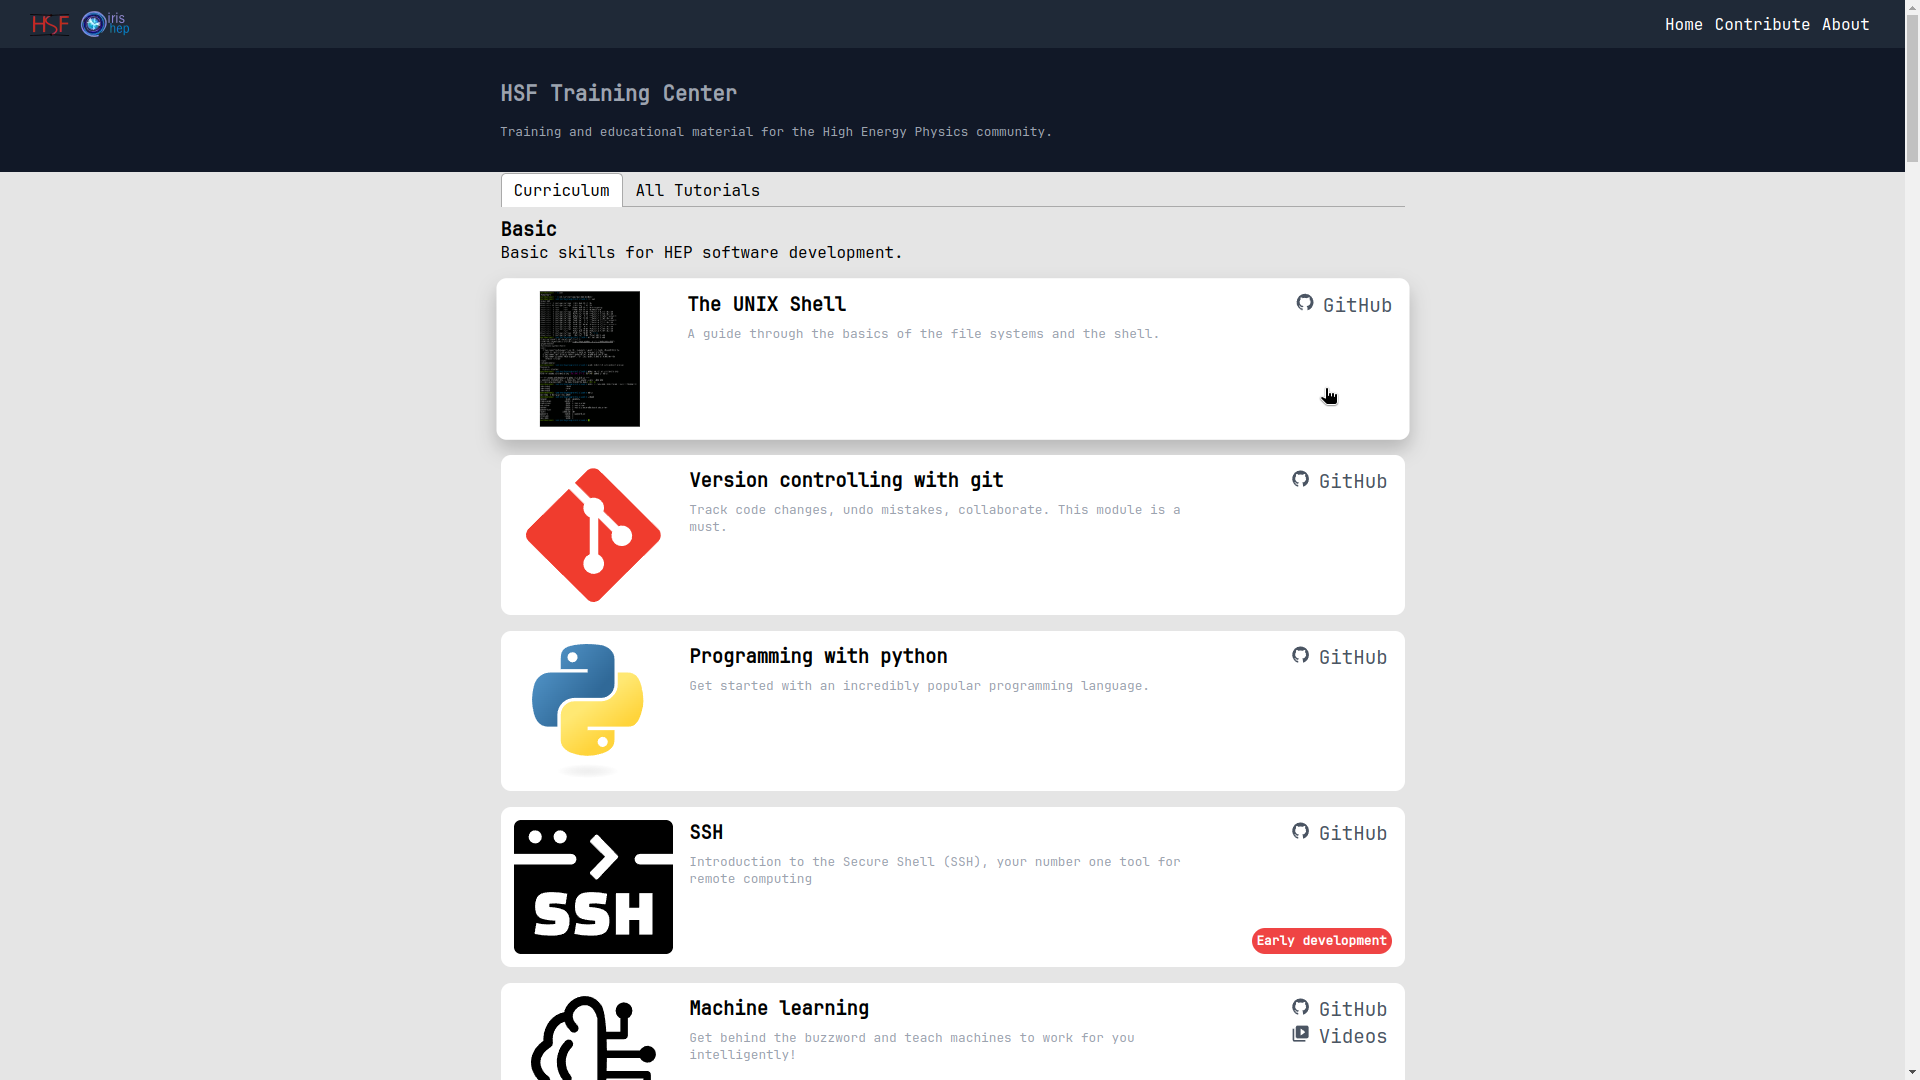 HSF
iris
hep
Home Contribute About
HSF Training Center
Training and educational material for the High Energy Physics community.
Curriculum
All Tutorials
Basic
Basic skills for HEP software development.
The UNIX Shell
GitHub
A guide through the basics of the file systems and the shell.
Version controlling with git
GitHub
Track code changes, undo mistakes, collaborate. This module is a
must.
Programming with python
GitHub
Get started with an incredibly popular programming language.
SSH
SSH
GitHub
Introduction to the Secure Shell (SSH), your number one tool for
remote computing
Early development
Machine learning
GitHub
Videos
Get behind the buzzword and teach machines to work for you
intelligently!